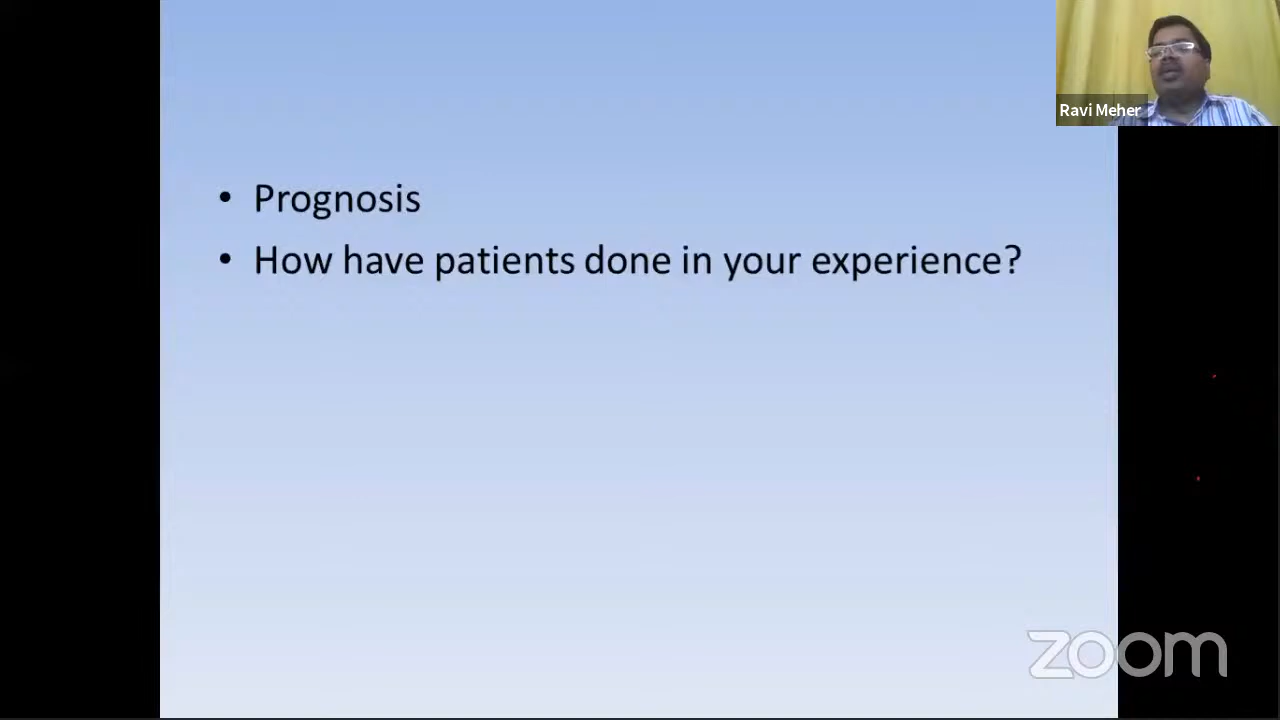 Ravi Meher
• Prognosis
• How have patients done in your experience?
zoom